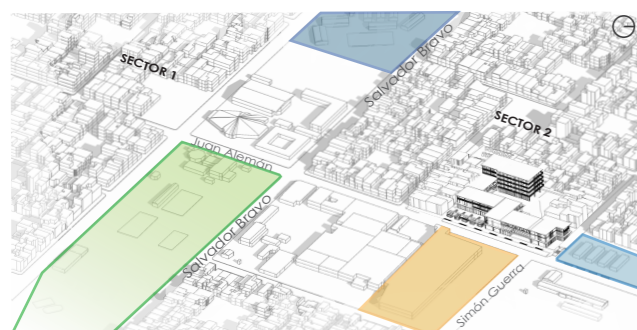 Salvador Bravo
SECTOR 1
SECTOR 2
Juan Alemán
Salvador Bravo
Simón Guerra